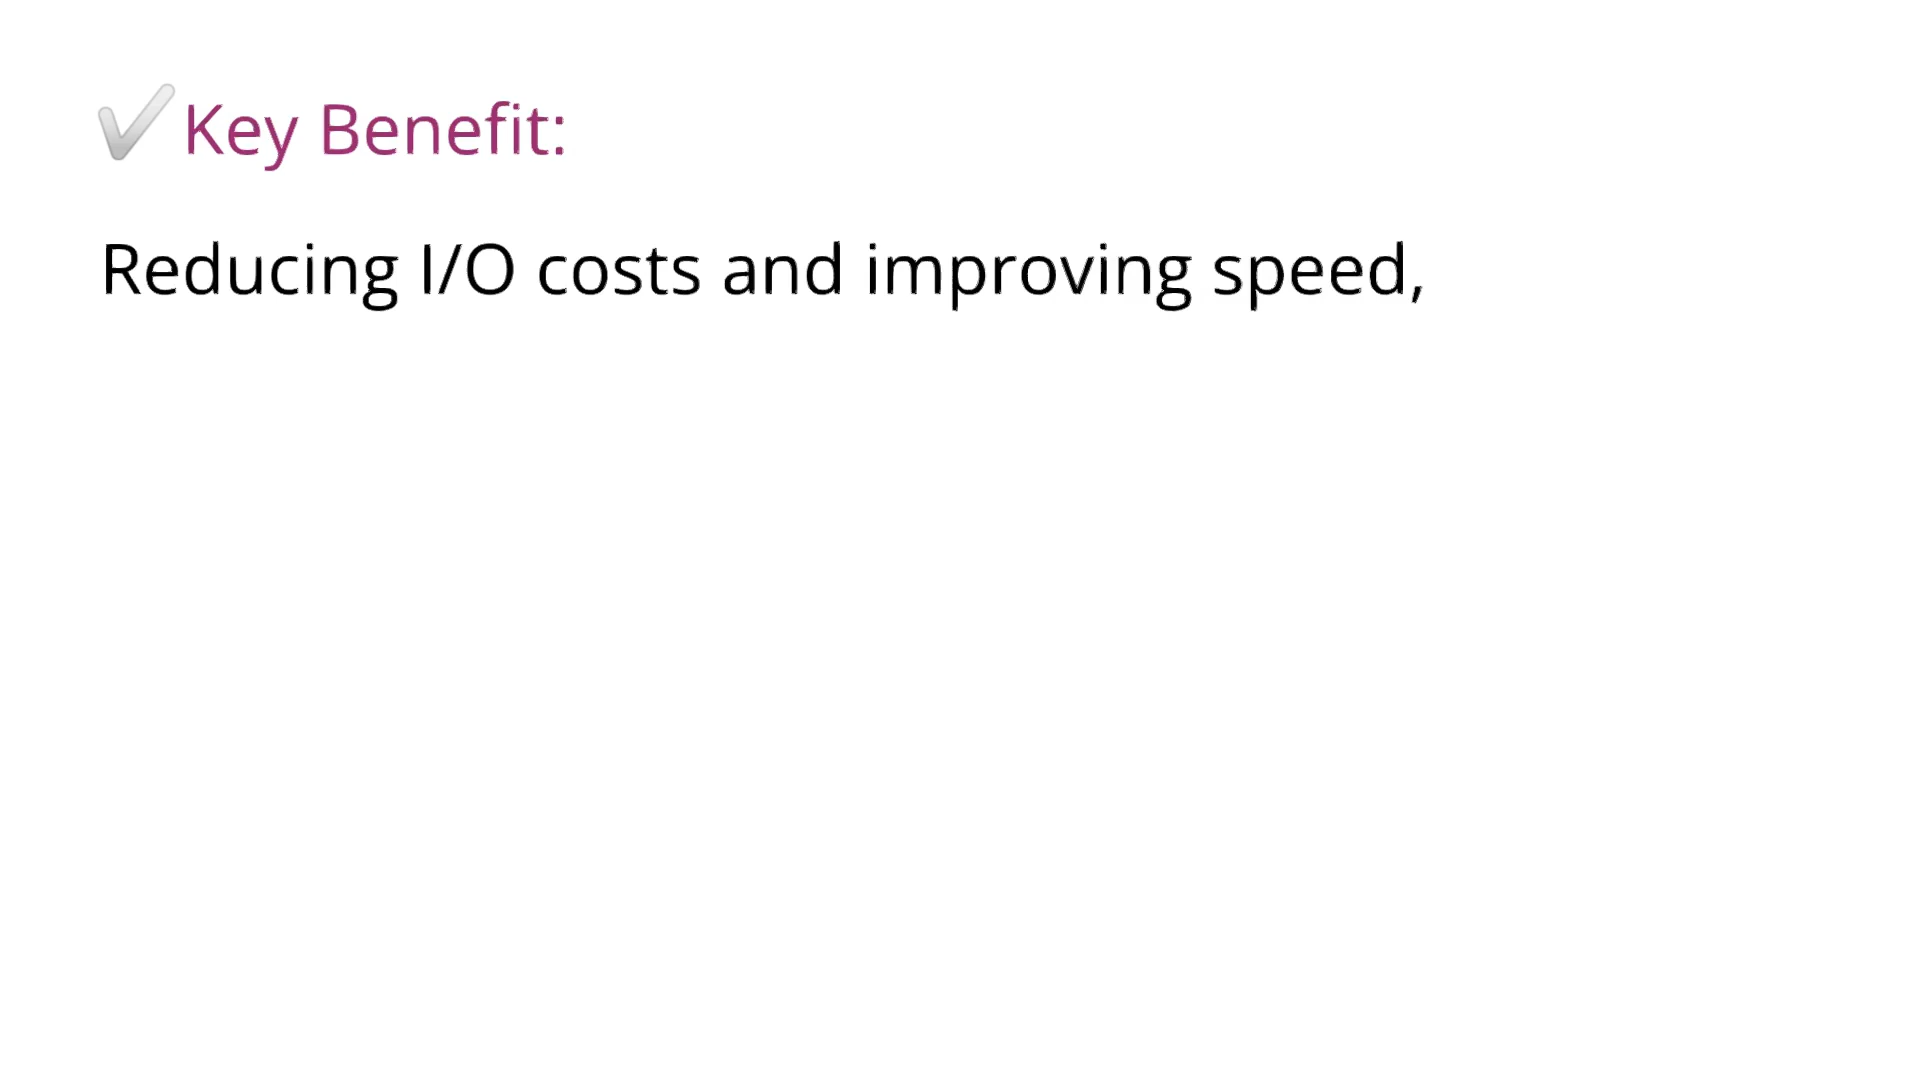 ✔Key Benefit:
Reducing I/O costs and improving speed,